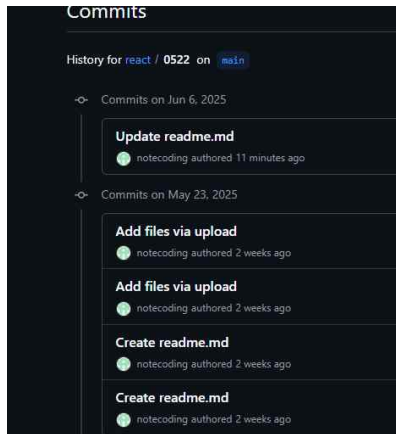 Commits
History for react / 0522 on main
Commits on Jun 6, 2025
Update readme.md
notecoding authored 11 minutes ago
Commits on May 23, 2025
Add files via upload
notecoding authored 2 weeks ago
Add files via upload
notecoding authored 2 weeks ago
Create readme.md
notecoding authored 2 weeks ago
Create readme.md
notecoding authored 2 weeks ago